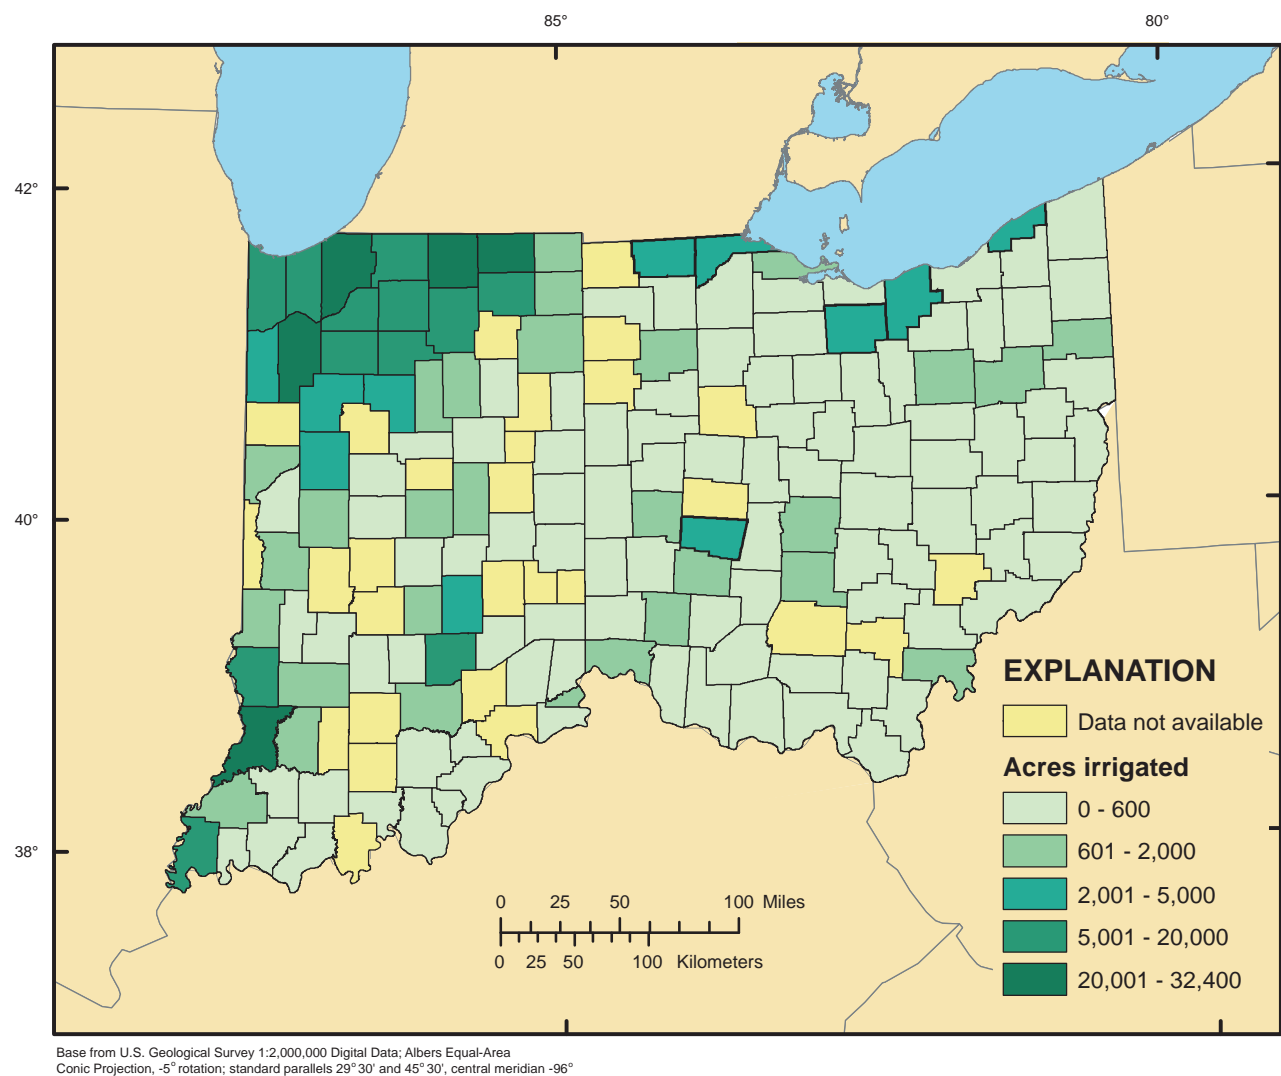 85° 80°
42°
40°
38°
EXPLANATION
Data not available
Acres irrigated
0 - 600
601 - 2,000
2,001 - 5,000
5,001 - 20,000
20,001 - 32,400
0 25 50 100 Miles
0 25 50 100 Kilometers
Base from U.S. Geological Survey 1:2,000,000 Digital Data; Albers Equal-Area
Conic Projection, -5° rotation; standard parallels 29° 30' and 45° 30', central meridian -96°